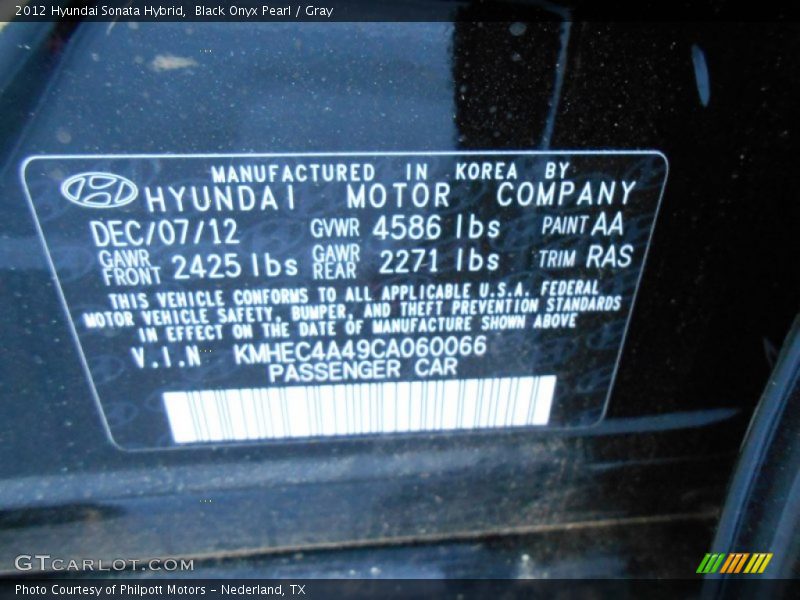 2012 Hyundai Sonata Hybrid, Black Onyx Pearl / Gray
MANUFACTURED IN KOREA BY
HYUNDAI MOTOR COMPANY
DEC/07/12 GVWR 4586 lbs PAINT AA
GAWR FRONT 2425 lbs GAWR REAR 2271 lbs TRIM RAS
THIS VEHICLE CONFORMS TO ALL APPLICABLE U.S.A. FEDERAL
MOTOR VEHICLE SAFETY, BUMPER, AND THEFT PREVENTION STANDARDS
IN EFFECT ON THE DATE OF MANUFACTURE SHOWN ABOVE
V.I.N KMHEC4A49CA060066
PASSENGER CAR
GTCARLOT.COM
Photo Courtesy of Philpott Motors - Nederland, TX